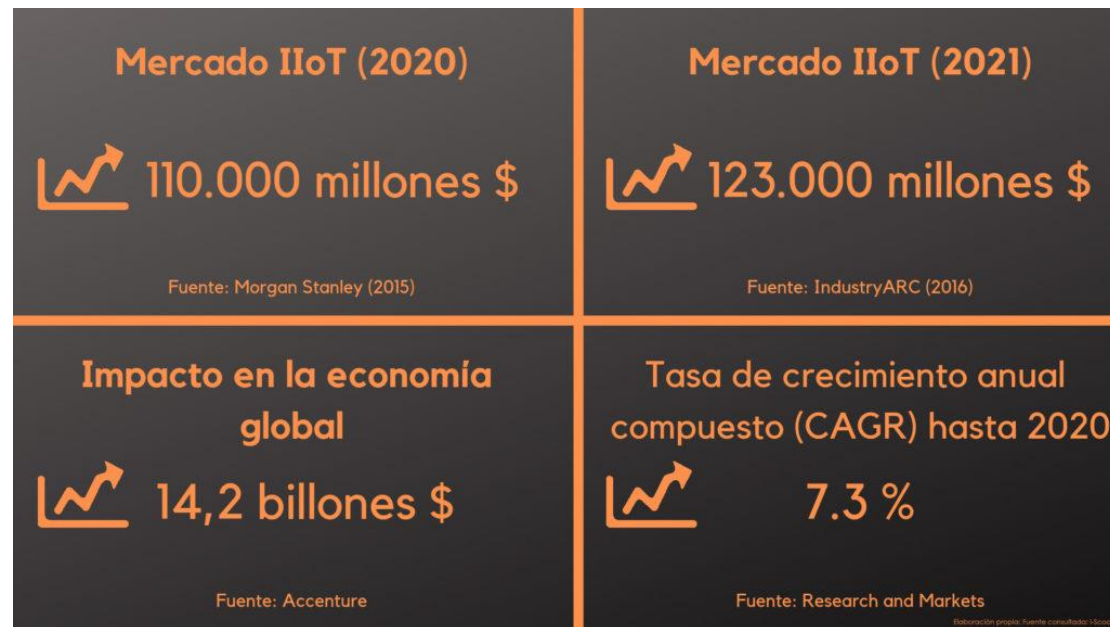 Mercado IIoT (2020)
110.000 millones $
Fuente: Morgan Stanley (2015)
Mercado IIoT (2021)
123.000 millones $
Fuente: IndustryARC (2016)
Impacto en la economía
global
14,2 billones $
Fuente: Accenture
Tasa de crecimiento anual
compuesto (CAGR) hasta 2020
7.3 %
Fuente: Research and Markets
Elaboración propia: Fuente consultada: